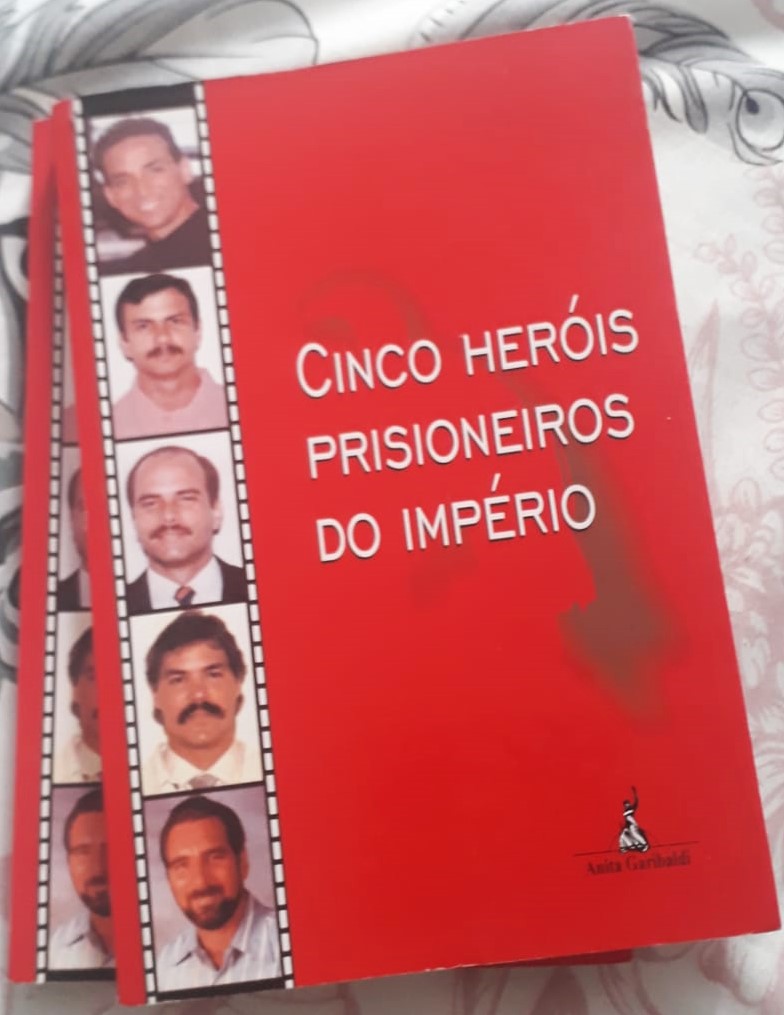 CINCO HERÓIS
PRISIONEIROS
DO IMPÉRIO
Anita Garibaldi